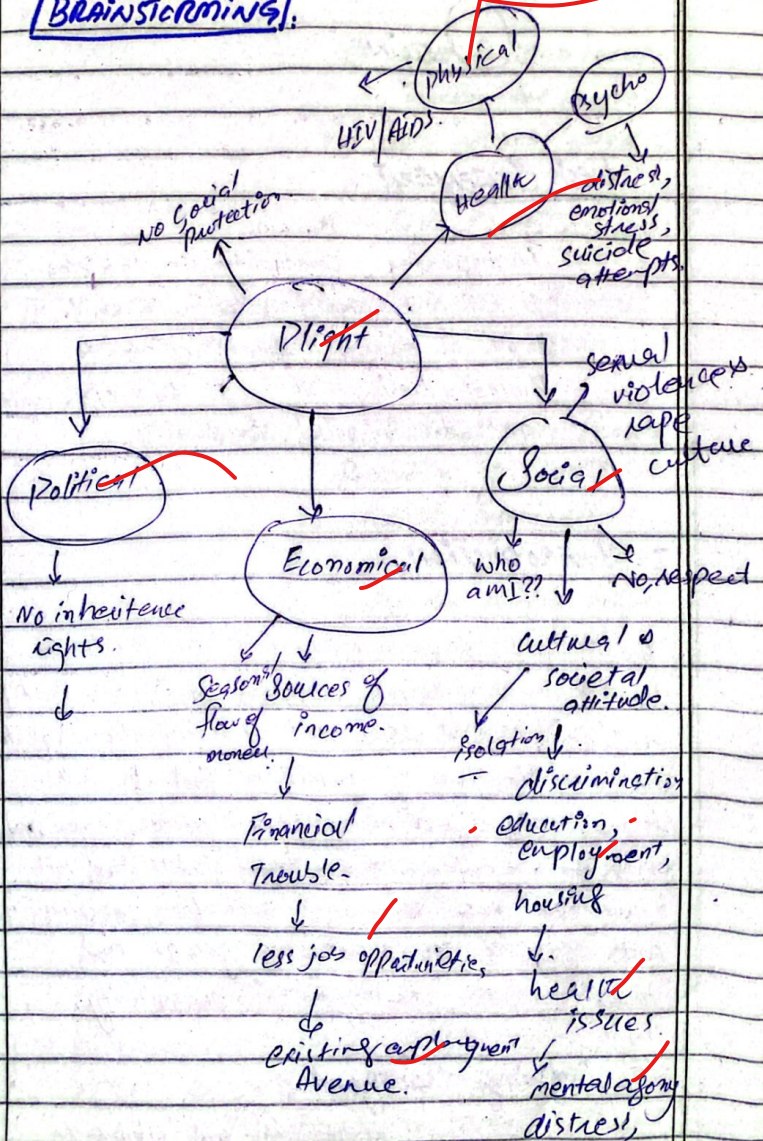 BRAINSTERMING:
Physical
HIV/AIDS.
Psycho
Health
distress,
emotional
stress,
suicide
attempts.
No Social
Protection
Plight
sexual
violence &
rape
culture
Political
Social
Economical
who
am I??
No, respect
No inheritence
rights.
Seasonal
flow of
money.
Sources of
income.
Cultural &
societal
attitude.
isolation
discrimination
education,
employment,
housing
Financial
Trouble.
less job opportunities,
health
issues
existing employment
Avenue.
mental agony
distress,